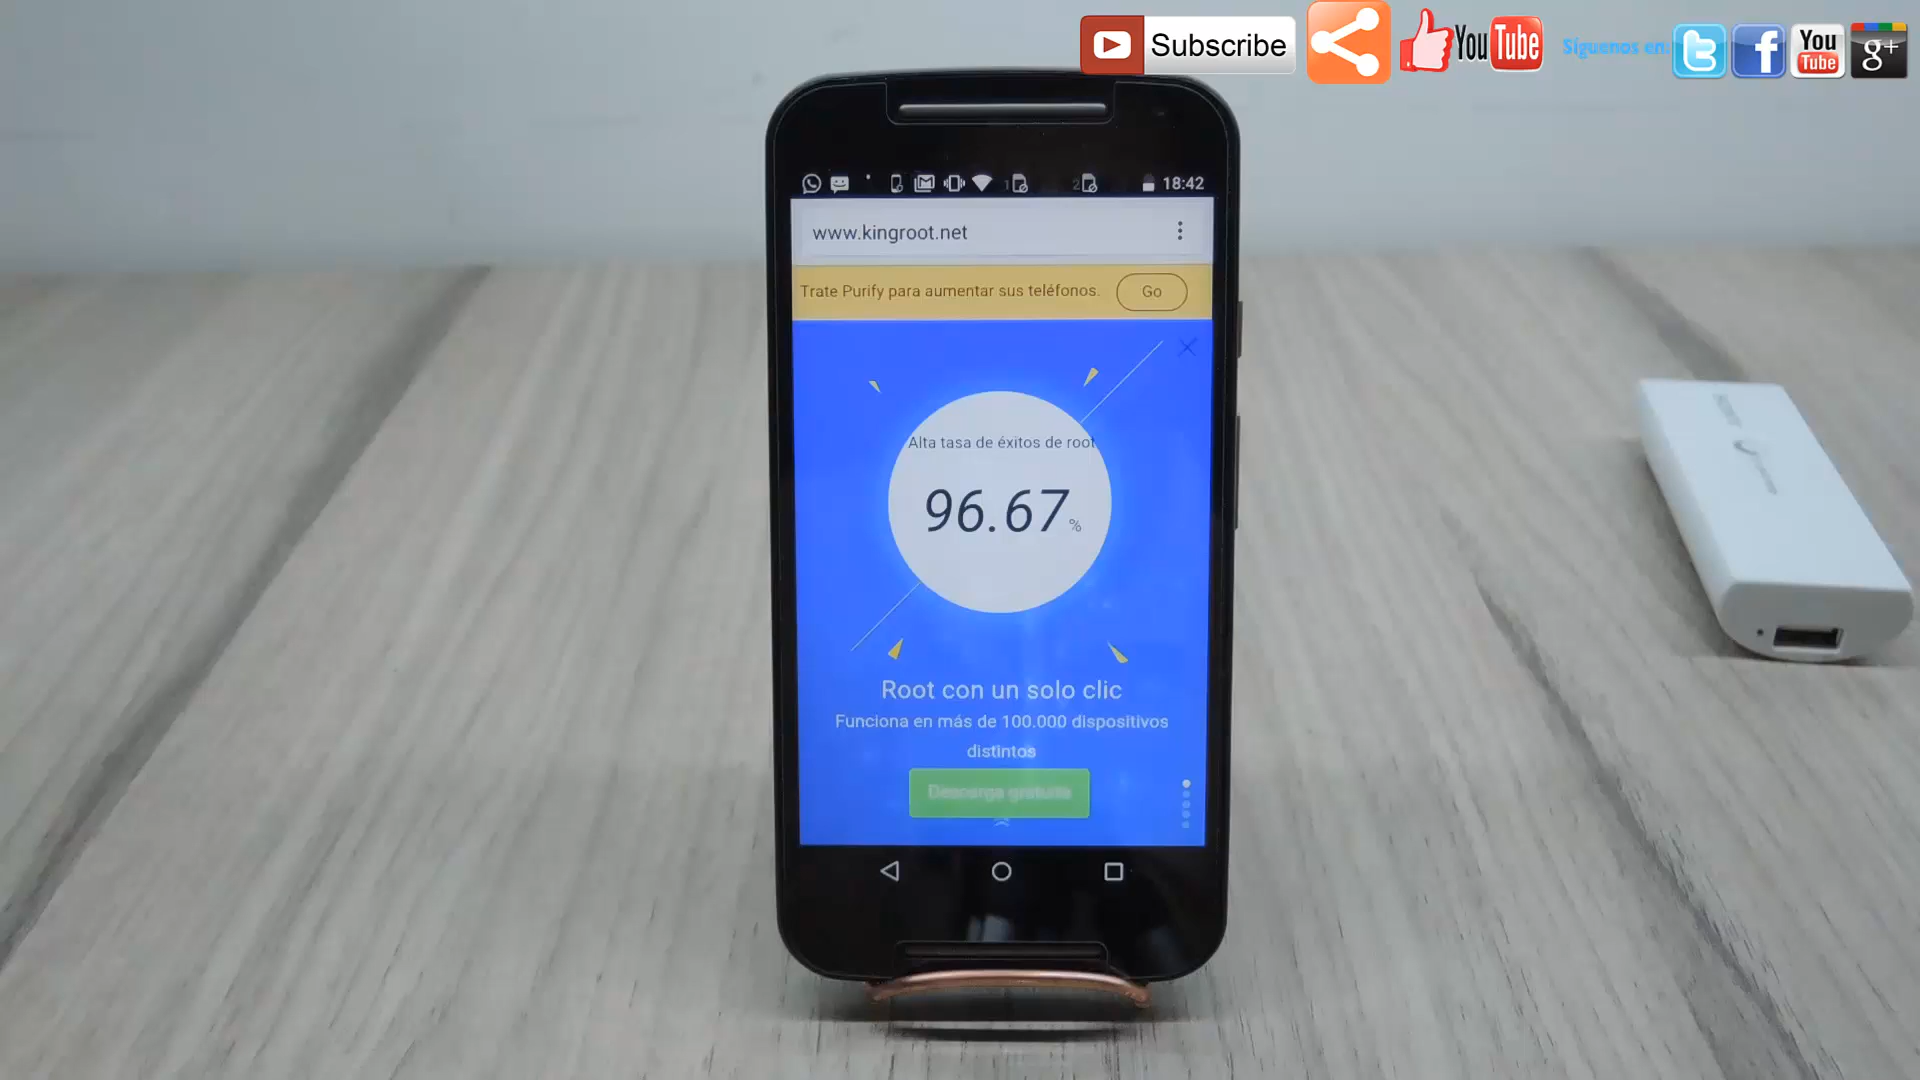 Subscribe
You Tube
Síguenos en:
You
Tube
g+
18:42
www.kingroot.net
Trate Purify para aumentar sus teléfonos.
Go
Alta tasa de éxitos de root
96.67%
Root con un solo clic
Funciona en más de 100.000 dispositivos
distintos
Descarga gratuita